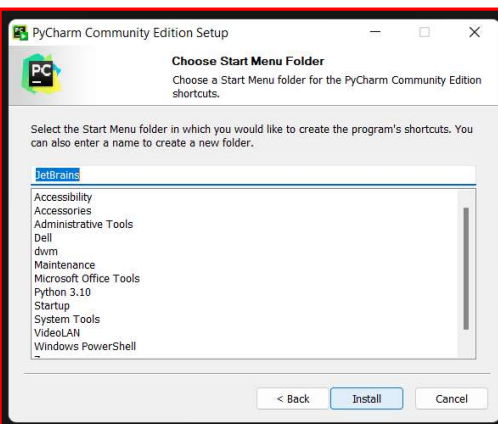 PyCharm Community Edition Setup
PC
Choose Start Menu Folder
Choose a Start Menu folder for the PyCharm Community Edition
shortcuts.
Select the Start Menu folder in which you would like to create the program's shortcuts. You
can also enter a name to create a new folder.
JetBrains
Accessibility
Accessories
Administrative Tools
Dell
dwm
Maintenance
Microsoft Office Tools
Python 3.10
Startup
System Tools
VideoLAN
Windows PowerShell
< Back
Install
Cancel